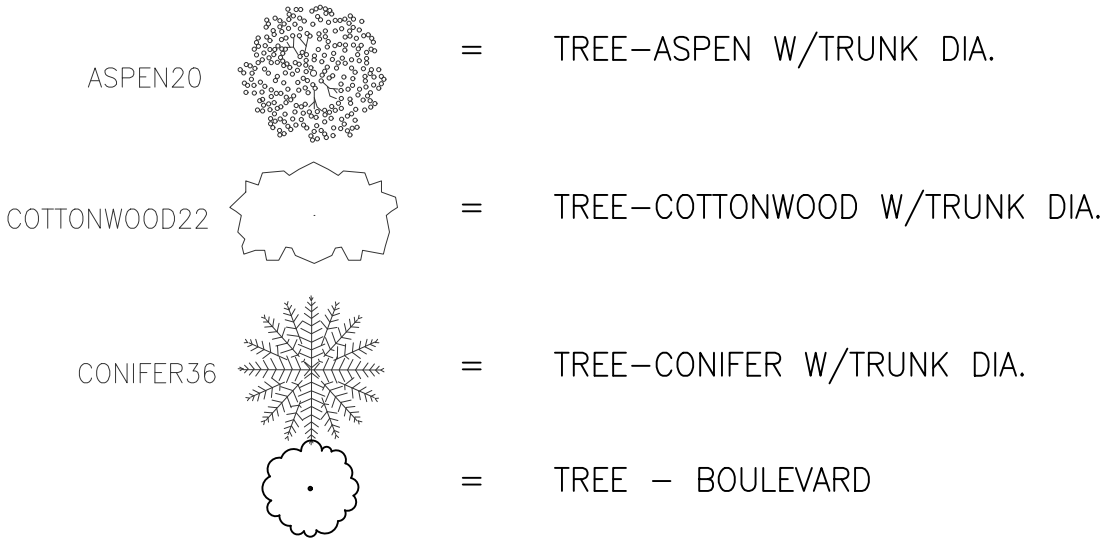 ASPEN20 = TREE-ASPEN W/TRUNK DIA.
COTTONWOOD22 = TREE-COTTONWOOD W/TRUNK DIA.
CONIFER36 = TREE-CONIFER W/TRUNK DIA.
= TREE - BOULEVARD